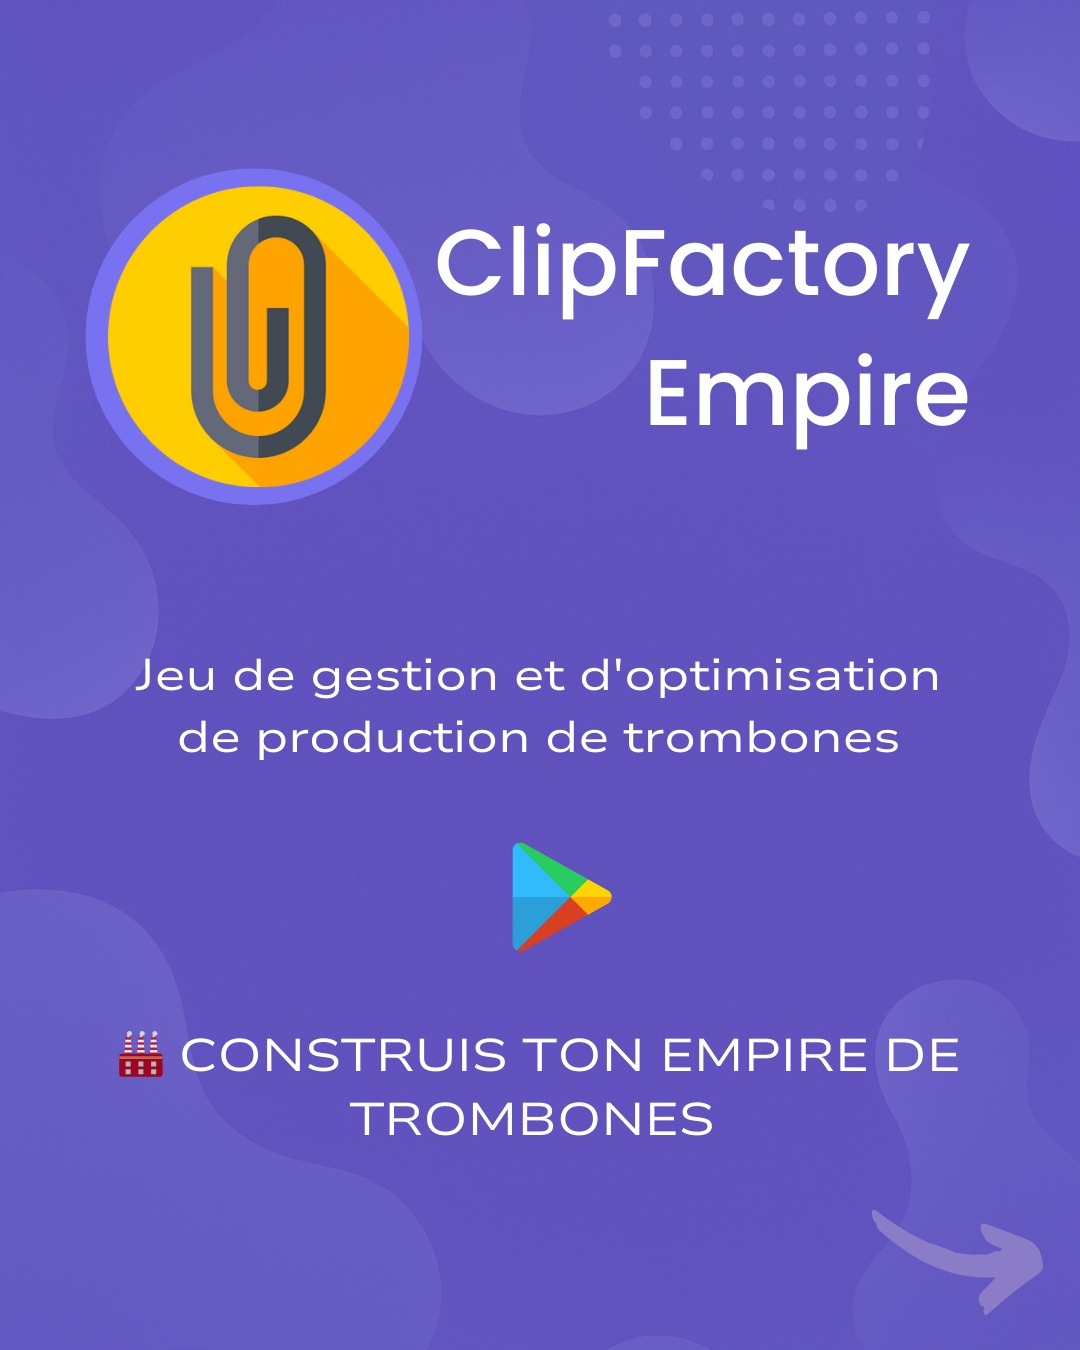 ClipFactory
Empire
Jeu de gestion et d'optimisation
de production de trombones
🏭 CONSTRUIS TON EMPIRE DE
TROMBONES